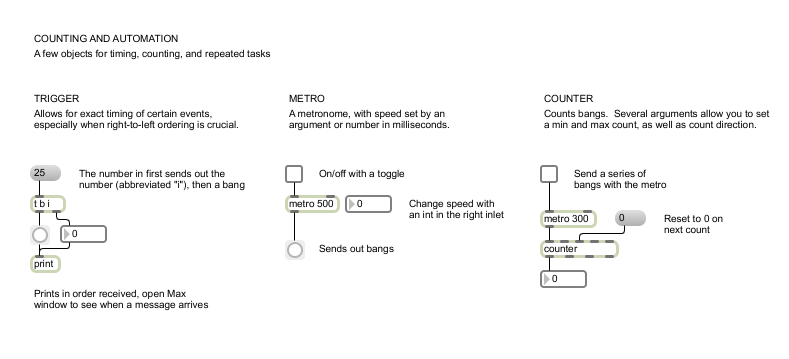 COUNTING AND AUTOMATION
A few objects for timing, counting, and repeated tasks
TRIGGER
Allows for exact timing of certain events,
especially when right-to-left ordering is crucial.
25
The number in first sends out the
number (abbreviated "i"), then a bang
t b i
0
print
Prints in order received, open Max
window to see when a message arrives
METRO
A metronome, with speed set by an
argument or number in milliseconds.
On/off with a toggle
metro 500
0
Change speed with
an int in the right inlet
Sends out bangs
COUNTER
Counts bangs.  Several arguments allow you to set
a min and max count, as well as count direction.
Send a series of
bangs with the metro
metro 300
0
Reset to 0 on
next count
counter
0